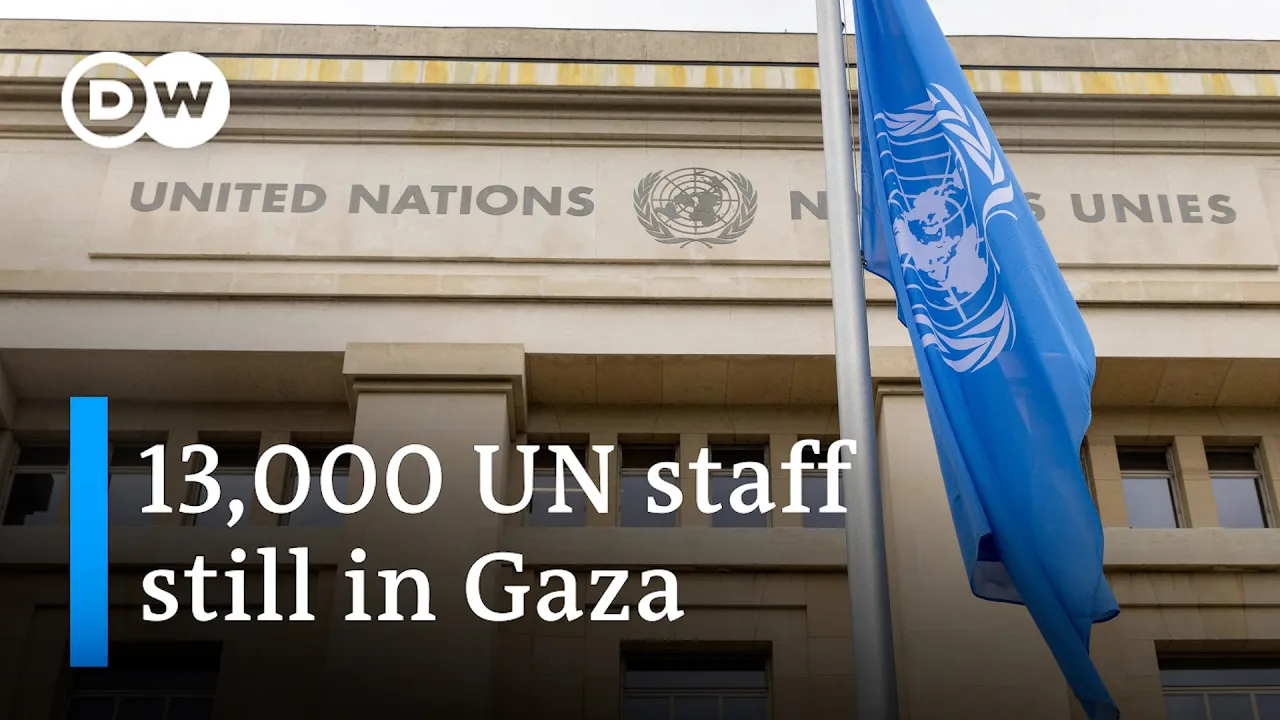 DW
UNITED NATIONS
UNIES
13,000 UN staff
still in Gaza